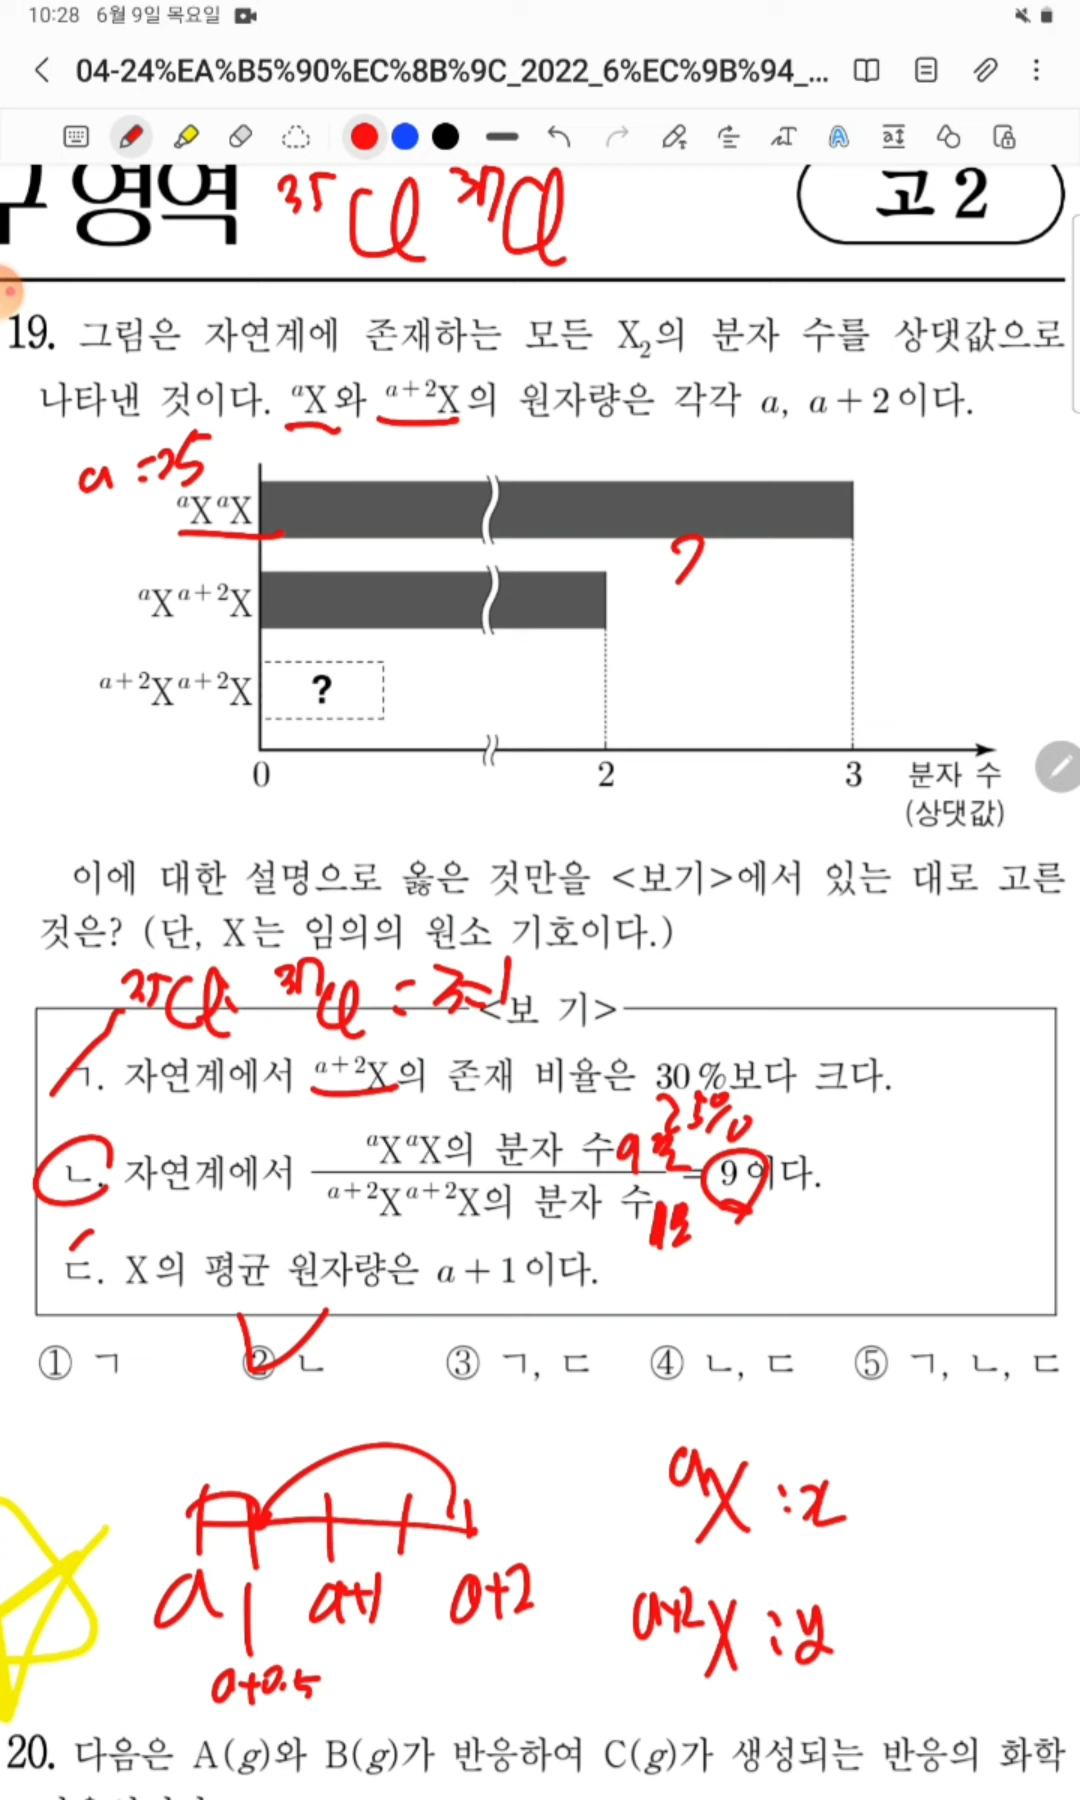 10:28 6월 9일 목요일
04-24%EA%B5%90%EC%8B%9C_2022_6%EC%9B%94_...
구 영역 35Cl 37Cl 고2
19. 그림은 자연계에 존재하는 모든 X₂의 분자 수를 상댓값으로
나타낸 것이다. ᵃX와 ᵃ⁺²X의 원자량은 각각 a, a+2이다.
ᵃXᵃX
ᵃXᵃ⁺²X
ᵃ⁺²Xᵃ⁺²X ?
0 2 3 분자 수
(상댓값)
이에 대한 설명으로 옳은 것만을 <보기>에서 있는 대로 고른
것은? (단, X는 임의의 원소 기호이다.)
35Cl : 37Cl = 3:1
<보 기>
ㄱ. 자연계에서 ᵃ⁺²X의 존재 비율은 30%보다 크다.
25%
ㄴ. 자연계에서 ᵃXᵃX의 분자 수 / ᵃ⁺²Xᵃ⁺²X의 분자 수 = 9이다.
ㄷ. X의 평균 원자량은 a+1이다.
① ㄱ ② ㄴ ③ ㄱ, ㄷ ④ ㄴ, ㄷ ⑤ ㄱ, ㄴ, ㄷ
a a+1 a+2
a+0.5
ᵃX : x
ᵃ⁺²X : y
20. 다음은 A(g)와 B(g)가 반응하여 C(g)가 생성되는 반응의 화학